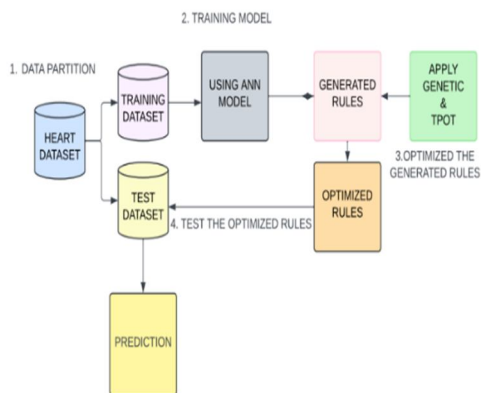 2. TRAINING MODEL
1. DATA PARTITION
HEART
DATASET
TRAINING
DATASET
USING ANN
MODEL
GENERATED
RULES
APPLY
GENETIC
&
TPOT
3.OPTIMIZED THE
GENERATED RULES
OPTIMIZED
RULES
4. TEST THE OPTIMIZED RULES
TEST
DATASET
PREDICTION